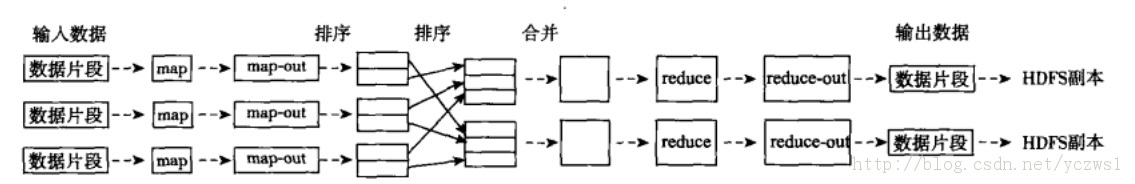 输入数据 排序 排序 合并 输出数据
数据片段 map map-out reduce reduce-out 数据片段 HDFS副本
数据片段 map map-out
数据片段 map map-out reduce reduce-out 数据片段 HDFS副本
http://blog.csdn.net/yczws1